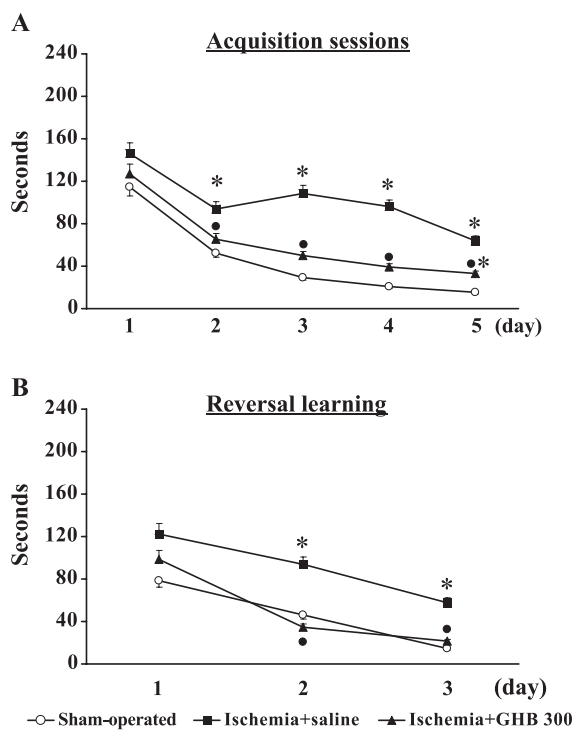 A
Acquisition sessions
240
200
160
120
80
40
0
Seconds
* * * * *
1 2 3 4 5 (day)
B
Reversal learning
240
200
160
120
80
40
0
Seconds
* *
1 2 3 (day)
Sham-operated Ischemia+saline Ischemia+GHB 300